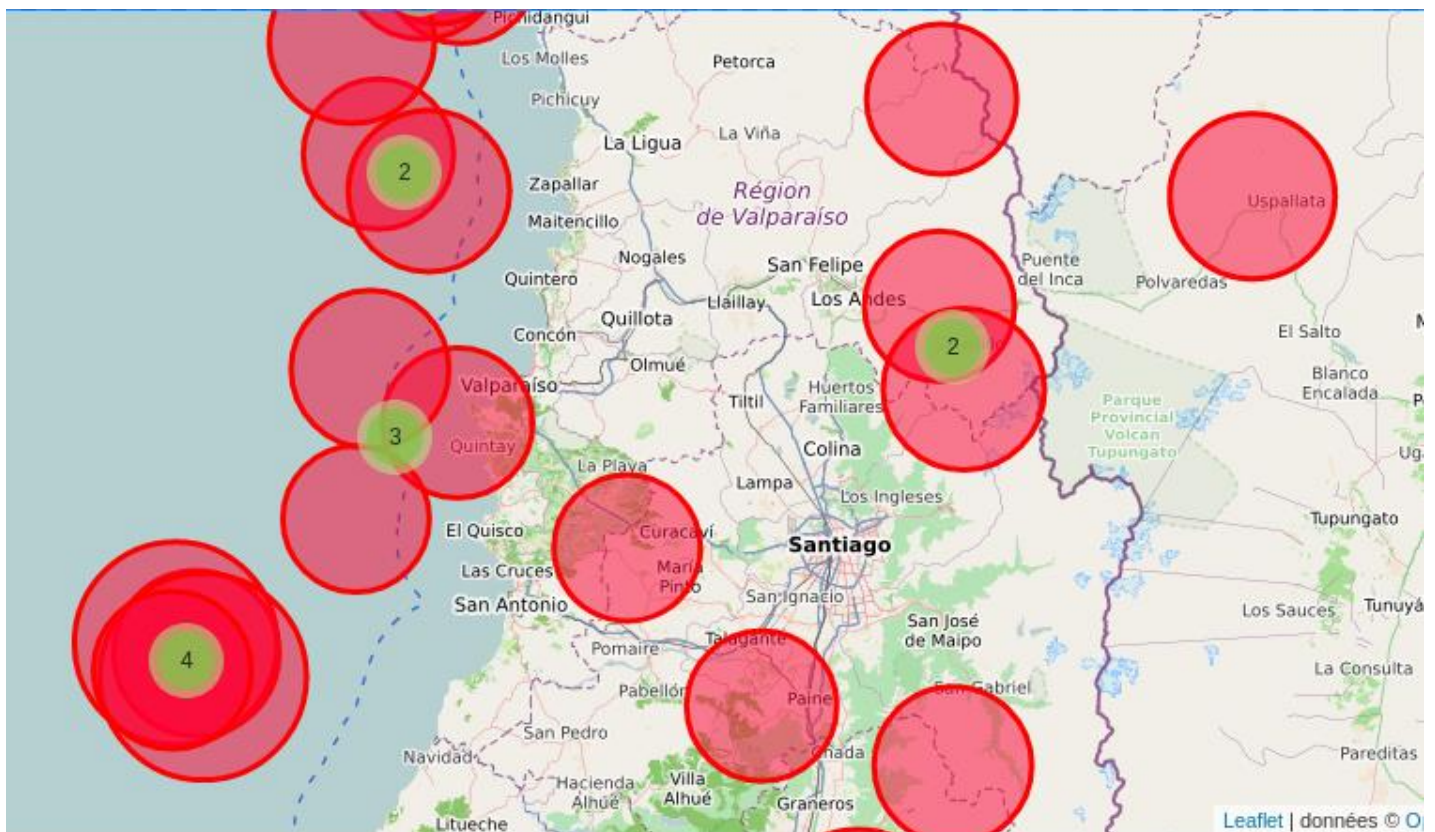 Pichidangui
Los Molles
Petorca
Pichicuy
La Viña
La Ligua
2
Zapallar
Région
de Valparaíso
Uspallata
Maitencillo
Nogales
San Felipe
Puente
del Inca
Quintero
Polvaredas
Llaillay
Los Andes
Quillota
Concón
El Salto
2
Olmué
Valparaíso
Huertos
Familiares
Blanco
Encalada
Tiltil
Parque
Provincial
Volcán
Tupungato
3
Quintay
Colina
La Playa
Lampa
Los Ingleses
Tupungato
El Quisco
Curacaví
Santiago
Las Cruces
María
Pinto
San Ignacio
San Antonio
Los Sauces
Tunuyá
San José
de Maipo
4
Talagante
Pomaire
La Consulta
Pabellón
Paine
San Gabriel
San Pedro
Navidad
Chada
Pareditas
Hacienda
Alhué
Villa
Alhué
Graneros
Litueche
Leaflet | données © Op